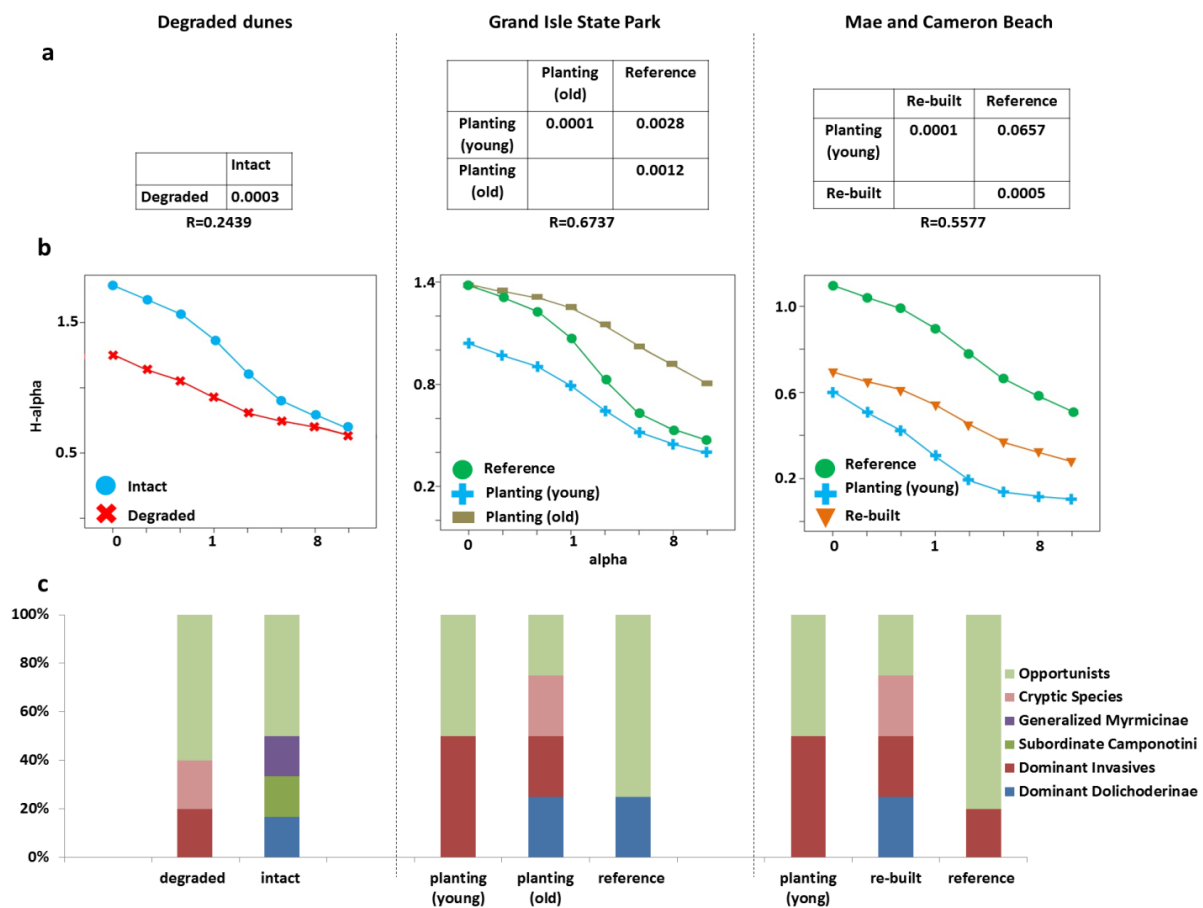 Degraded dunes
Grand Isle State Park
Mae and Cameron Beach
a
Intact
Degraded 0.0003
R=0.2439
Planting (old) Reference
Planting (young) 0.0001 0.0028
Planting (old) 0.0012
R=0.6737
Re-built Reference
Planting (young) 0.0001 0.0657
Re-built 0.0005
R=0.5577
b
H-alpha
1.5
0.5
Intact
Degraded
0 1 8
1.4
0.8
0.2
Reference
Planting (young)
Planting (old)
0 1 8
alpha
1.0
0.6
0.2
Reference
Planting (young)
Re-built
0 1 8
c
100%
80%
60%
40%
20%
0%
degraded
intact
planting
(young)
planting
(old)
reference
planting
(yong)
re-built
reference
Opportunists
Cryptic Species
Generalized Myrmicinae
Subordinate Camponotini
Dominant Invasives
Dominant Dolichoderinae